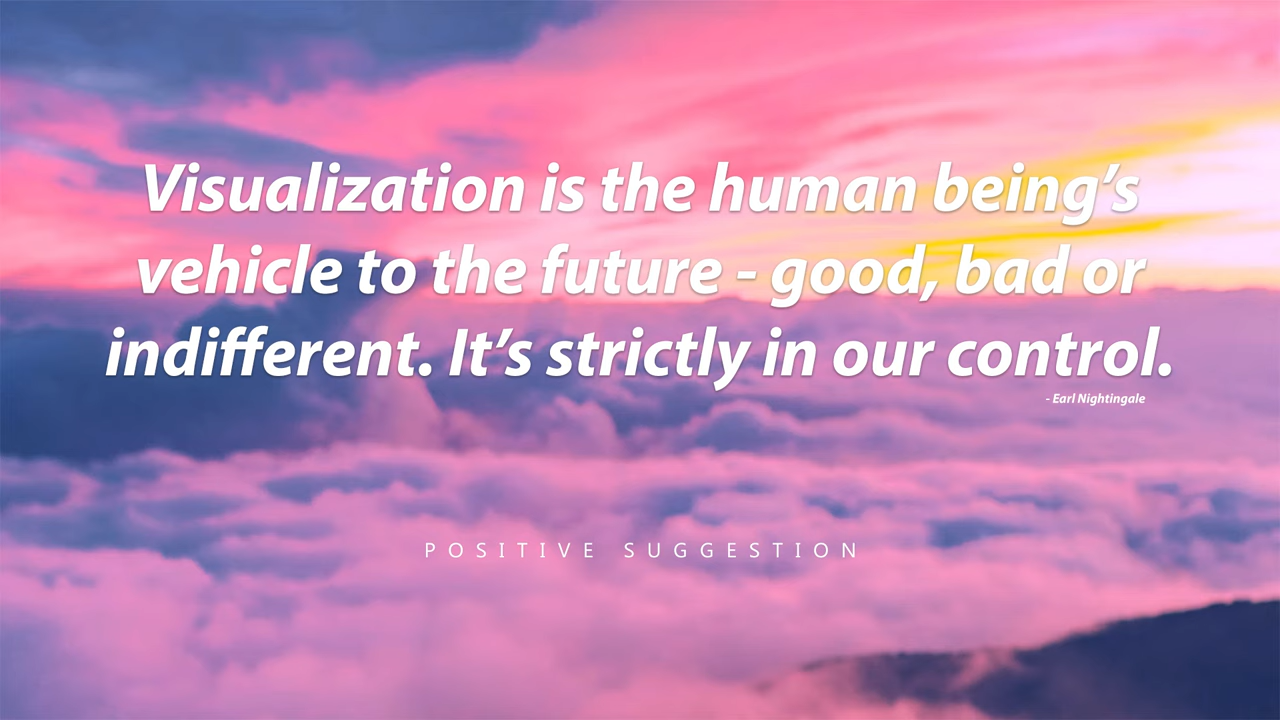 Visualization is the human being’s
vehicle to the future - good, bad or
indifferent. It’s strictly in our control.
- Earl Nightingale
POSITIVE SUGGESTION